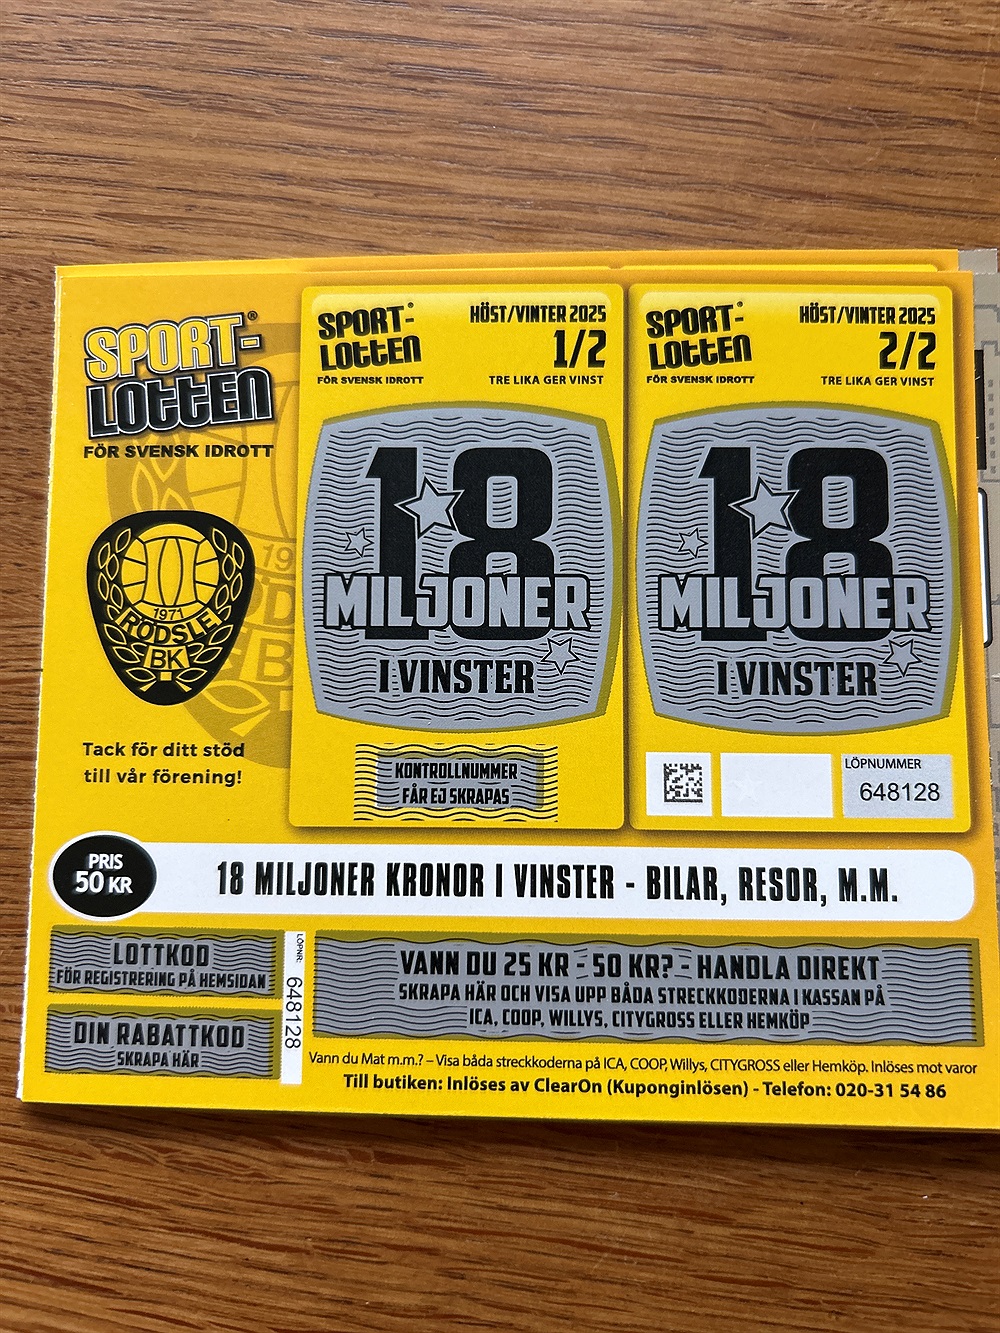 SPORT-
LOTTEN®
FÖR SVENSK IDROTT
1971
RÖDSLE
BK
Tack för ditt stöd
till vår förening!
SPORT-®
LOTTEN
FÖR SVENSK IDROTT
HÖST/VINTER 2025
1/2
TRE LIKA GER VINST
18
MILJONER
I VINSTER
KONTROLLNUMMER
FÅR EJ SKRAPAS
SPORT-®
LOTTEN
FÖR SVENSK IDROTT
HÖST/VINTER 2025
2/2
TRE LIKA GER VINST
18
MILJONER
I VINSTER
LÖPNUMMER
648128
PRIS
50 KR
18 MILJONER KRONOR I VINSTER - BILAR, RESOR, M.M.
LOTTKOD
FÖR REGISTRERING PÅ HEMSIDAN
DIN RABATTKOD
SKRAPA HÄR
LÖPNR: 648128
VANN DU 25 KR - 50 KR? - HANDLA DIREKT
SKRAPA HÄR OCH VISA UPP BÅDA STRECKKODERNA I KASSAN PÅ
ICA, COOP, WILLYS, CITYGROSS ELLER HEMKÖP
Vann du Mat m.m.? – Visa båda streckkoderna på ICA, COOP, Willys, CITYGROSS eller Hemköp. Inlöses mot varor
Till butiken: Inlöses av ClearOn (Kuponginlösen) - Telefon: 020-31 54 86